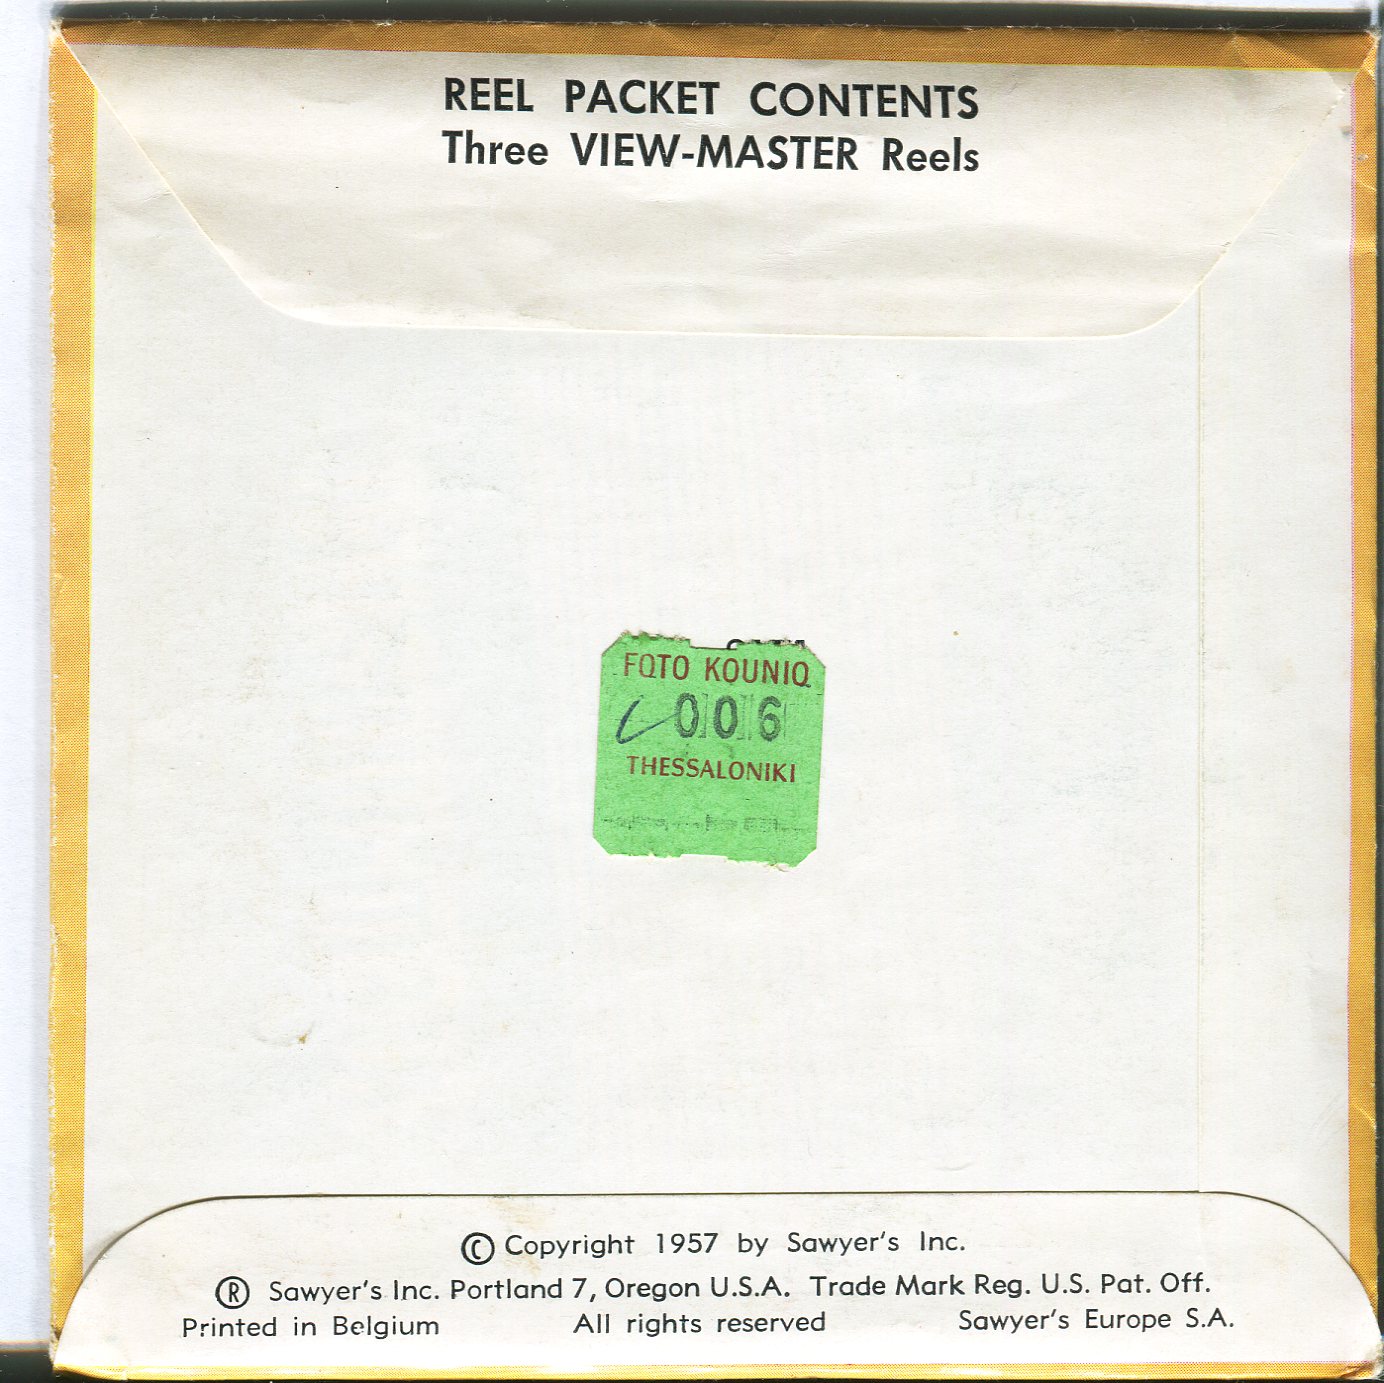 REEL PACKET CONTENTS
Three VIEW-MASTER Reels
FOTO KOUNIO
006
THESSALONIKI
© Copyright 1957 by Sawyer's Inc.
® Sawyer's Inc. Portland 7, Oregon U.S.A. Trade Mark Reg. U.S. Pat. Off.
Printed in Belgium All rights reserved Sawyer's Europe S.A.